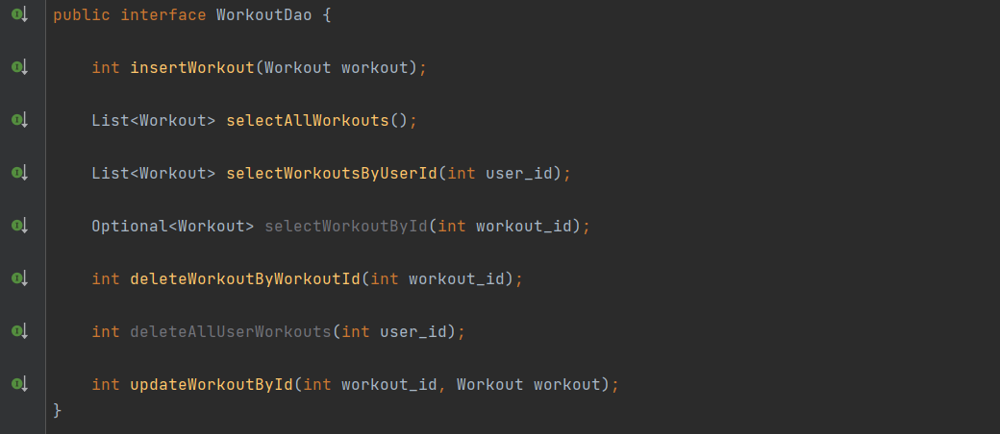 public interface WorkoutDao {
int insertWorkout(Workout workout);
List<Workout> selectAllWorkouts();
List<Workout> selectWorkoutsByUserId(int user_id);
Optional<Workout> selectWorkoutById(int workout_id);
int deleteWorkoutByWorkoutId(int workout_id);
int deleteAllUserWorkouts(int user_id);
int updateWorkoutById(int workout_id, Workout workout);
}